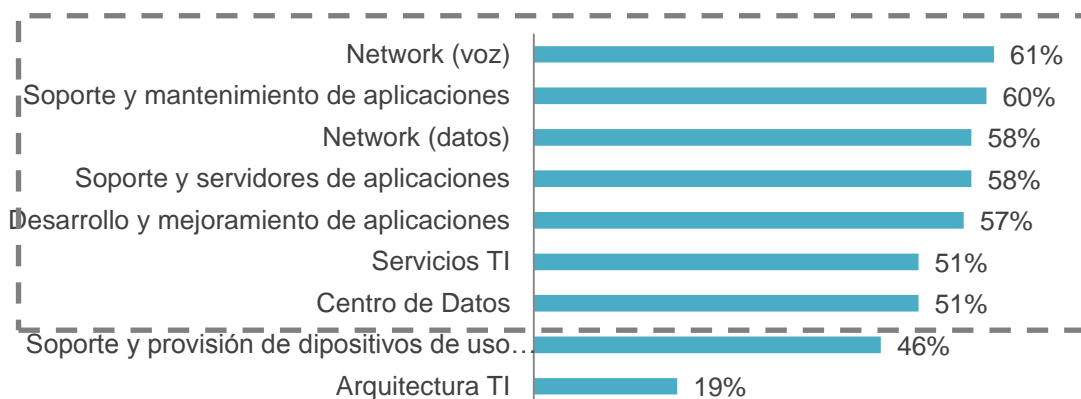 Network (voz) 61%
Soporte y mantenimiento de aplicaciones 60%
Network (datos) 58%
Soporte y servidores de aplicaciones 58%
Desarrollo y mejoramiento de aplicaciones 57%
Servicios TI 51%
Centro de Datos 51%
Soporte y provisión de dipositivos de uso… 46%
Arquitectura TI 19%